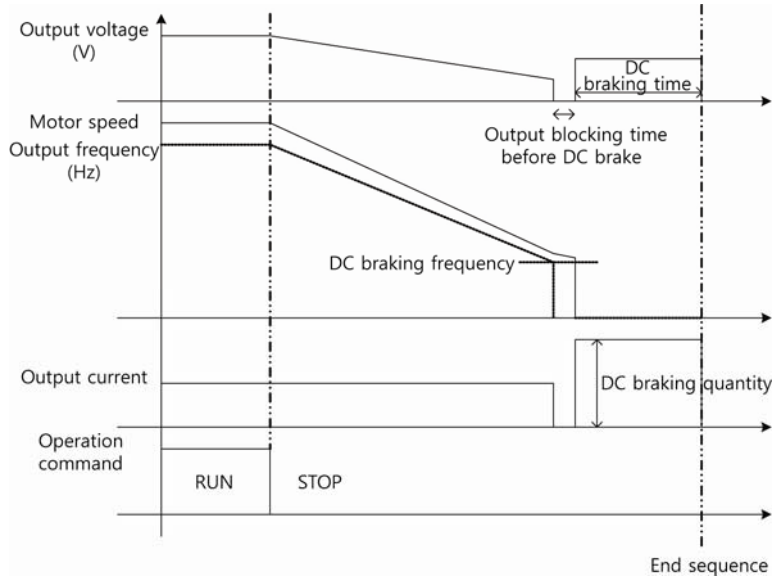 Output voltage
(V)
DC
braking time
Motor speed
Output frequency
(Hz)
Output blocking time
before DC brake
DC braking frequency
Output current
DC braking quantity
Operation
command
RUN
STOP
End sequence